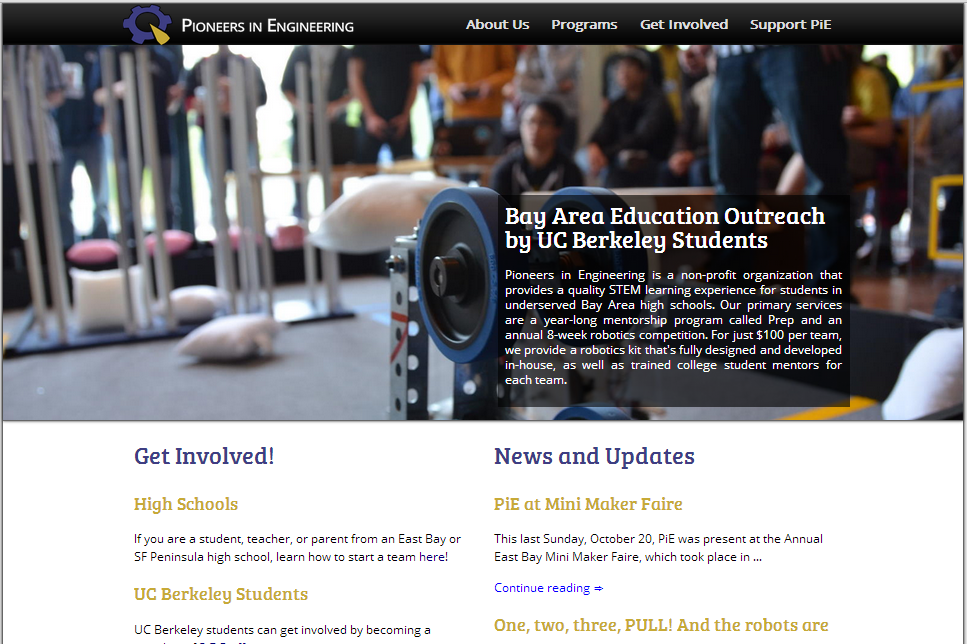 Pioneers in Engineering
About Us Programs Get Involved Support PiE
Bay Area Education Outreach
by UC Berkeley Students
Pioneers in Engineering is a non-profit organization that
provides a quality STEM learning experience for students in
underserved Bay Area high schools. Our primary services
are a year-long mentorship program called Prep and an
annual 8-week robotics competition. For just $100 per team,
we provide a robotics kit that's fully designed and developed
in-house, as well as trained college student mentors for
each team.
Get Involved!
High Schools
If you are a student, teacher, or parent from an East Bay or
SF Peninsula high school, learn how to start a team here!
UC Berkeley Students
UC Berkeley students can get involved by becoming a
News and Updates
PiE at Mini Maker Faire
This last Sunday, October 20, PiE was present at the Annual
East Bay Mini Maker Faire, which took place in ...
Continue reading ⇒
One, two, three, PULL! And the robots are